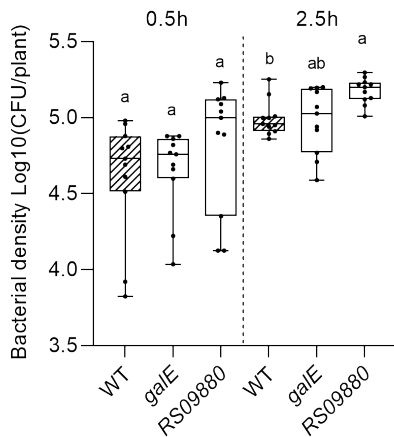 0.5h 2.5h
Bacterial density Log10(CFU/plant)
5.5
5.0
4.5
4.0
3.5
a a a b ab a
WT galE RS09880 WT galE RS09880